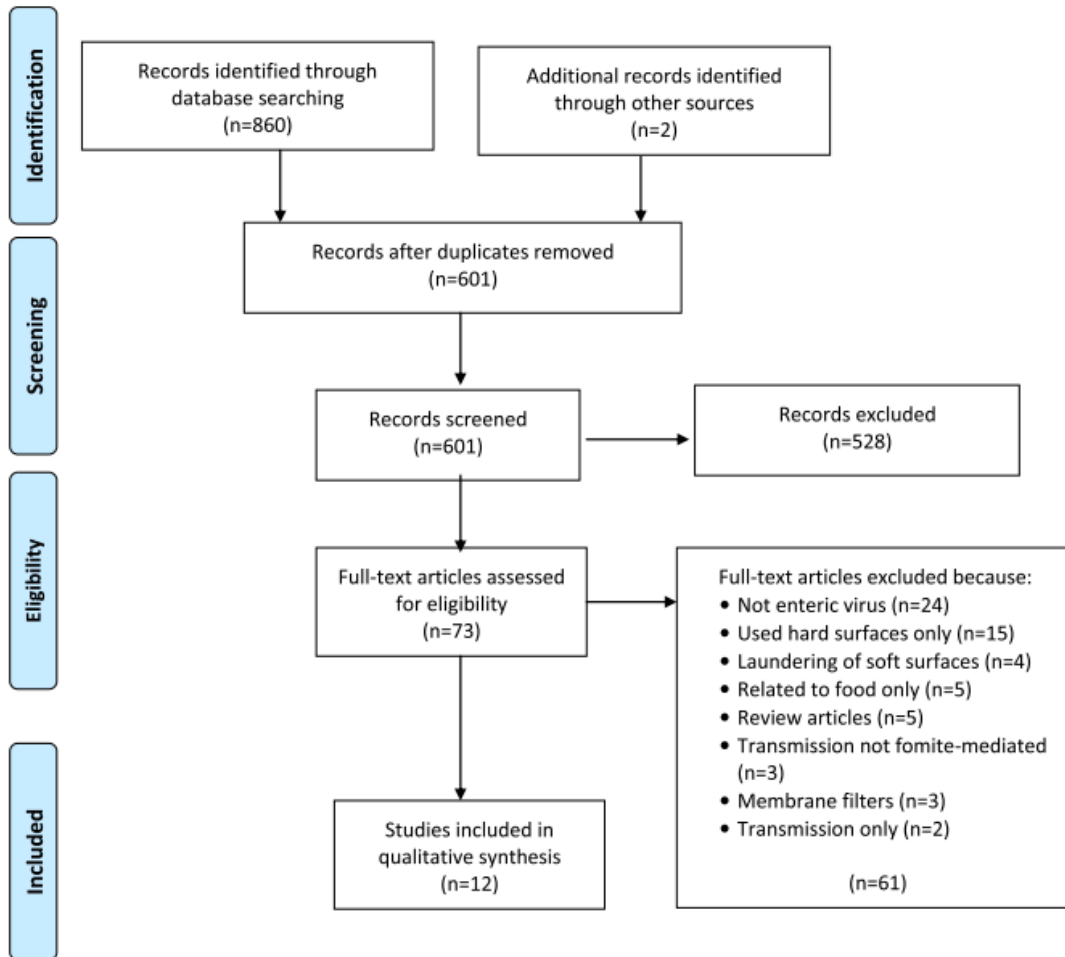 Identification
Records identified through
database searching
(n=860)
Additional records identified
through other sources
(n=2)
Screening
Records after duplicates removed
(n=601)
Records screened
(n=601)
Records excluded
(n=528)
Eligibility
Full-text articles assessed
for eligibility
(n=73)
Full-text articles excluded because:
• Not enteric virus (n=24)
• Used hard surfaces only (n=15)
• Laundering of soft surfaces (n=4)
• Related to food only (n=5)
• Review articles (n=5)
• Transmission not fomite-mediated
(n=3)
• Membrane filters (n=3)
• Transmission only (n=2)
(n=61)
Included
Studies included in
qualitative synthesis
(n=12)